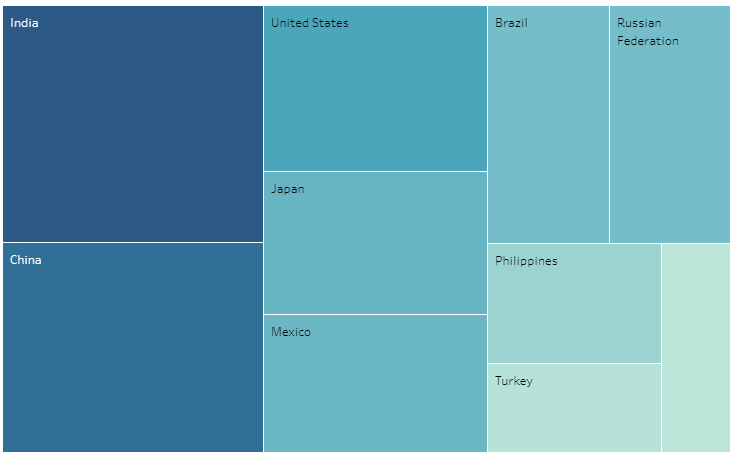 India
United States
Brazil
Russian
Federation
Japan
China
Philippines
Mexico
Turkey